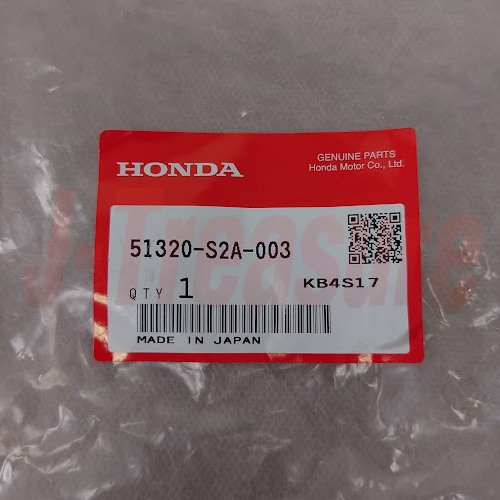 HONDA
GENUINE PARTS
Honda Motor Co., Ltd.
51320-S2A-003
QTY 1
KB4S17
MADE IN JAPAN
J-Treasure